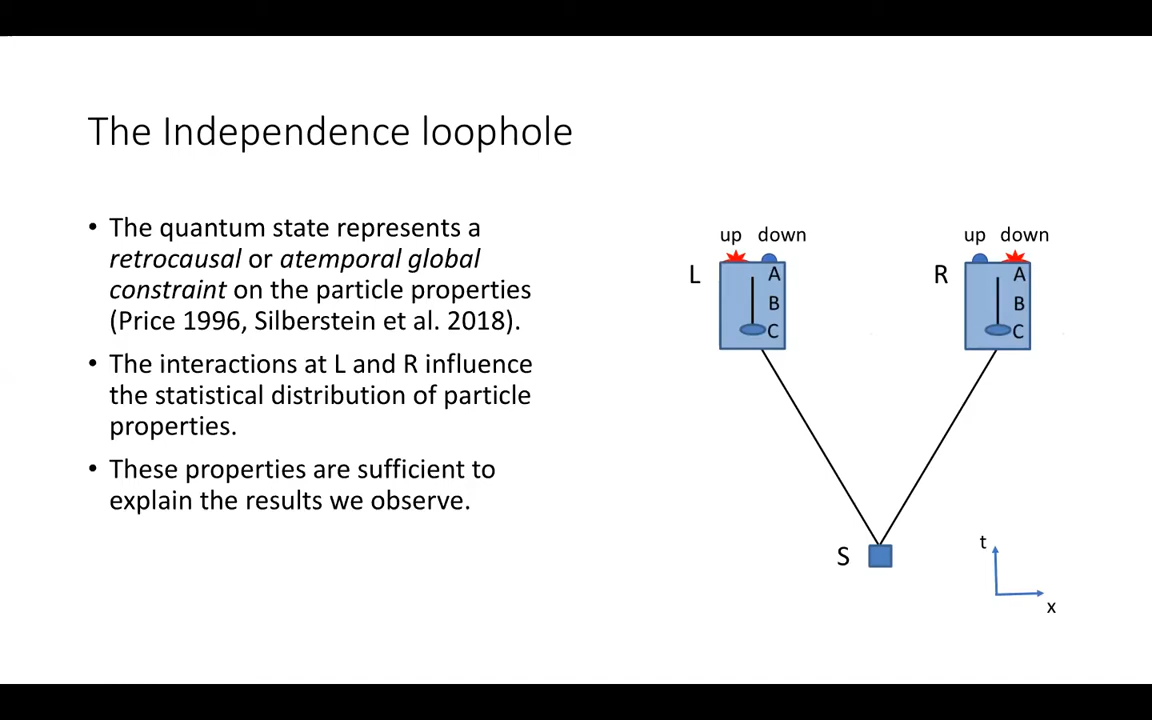 The Independence loophole
• The quantum state represents a
retrocausal or atemporal global
constraint on the particle properties
(Price 1996, Silberstein et al. 2018).
• The interactions at L and R influence
the statistical distribution of particle
properties.
• These properties are sufficient to
explain the results we observe.
up down
L
A
B
C
up down
R
A
B
C
S
t
x